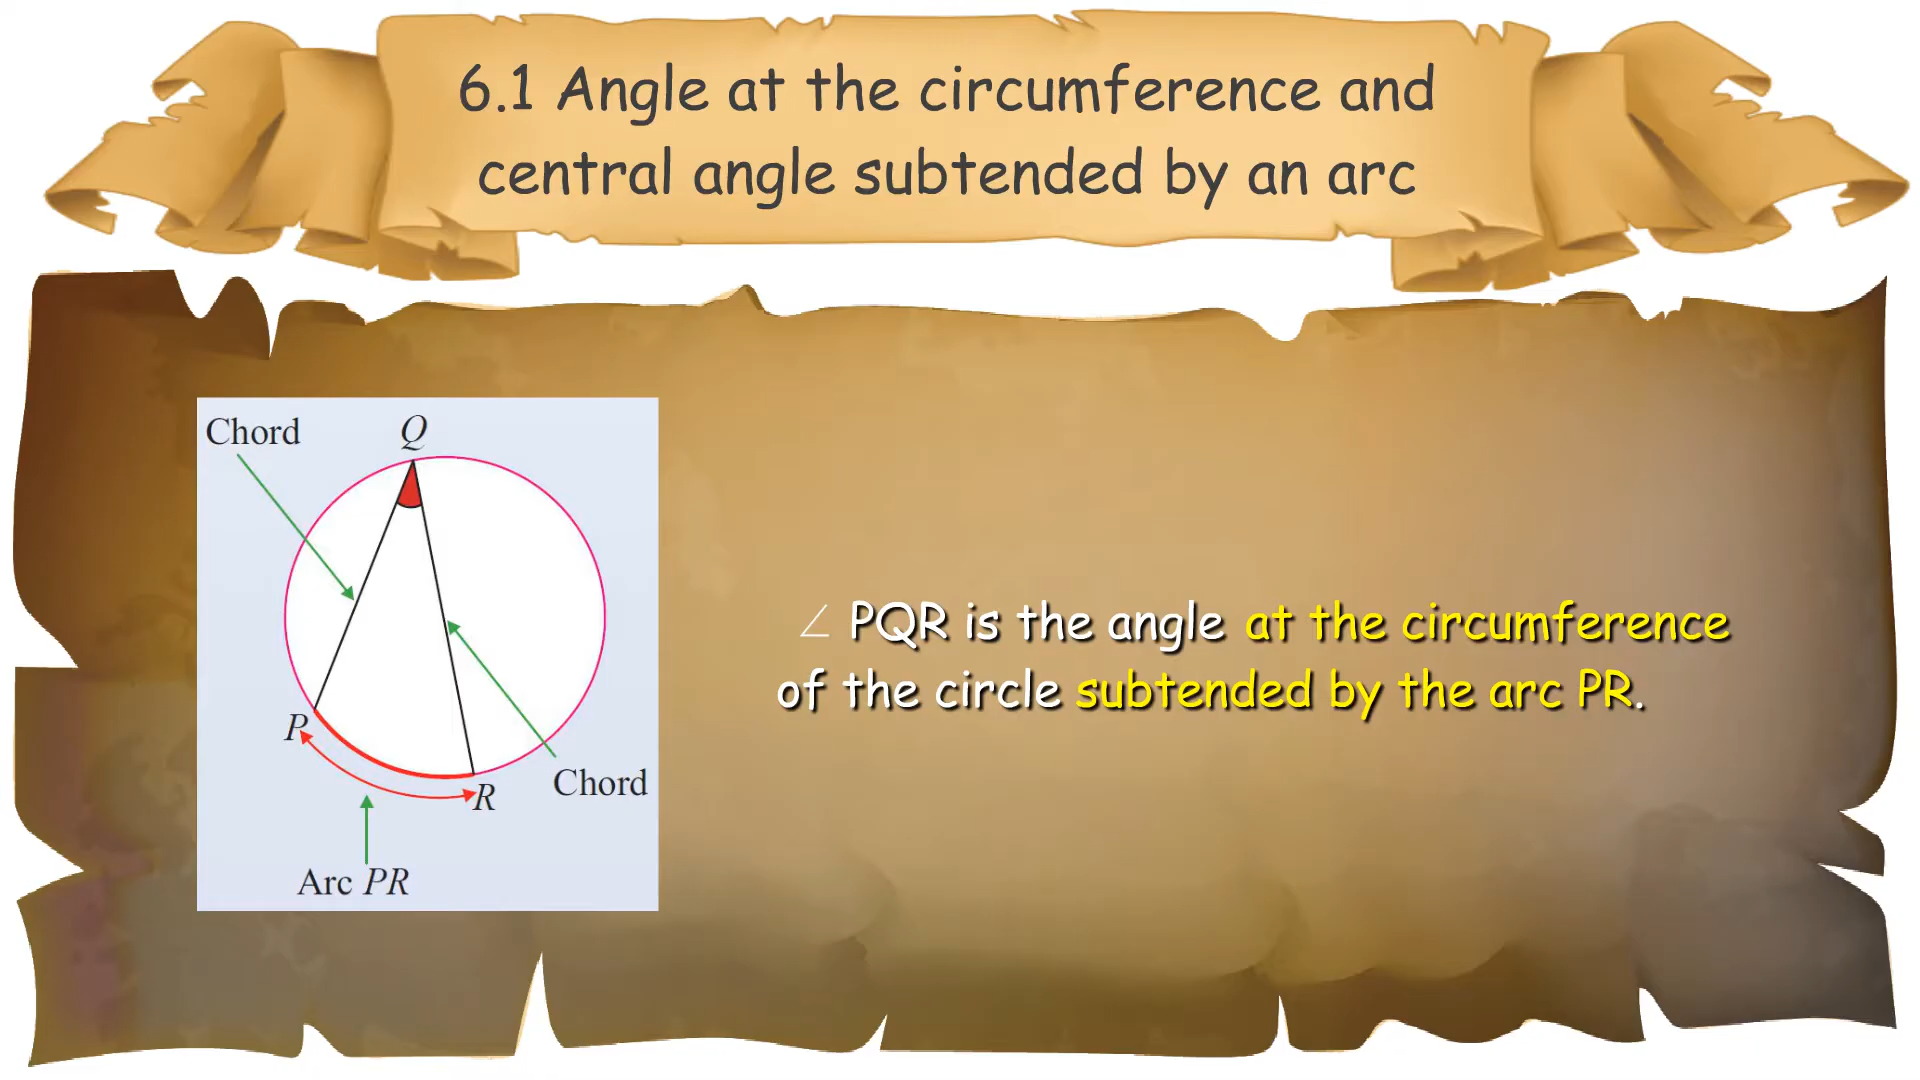 6.1 Angle at the circumference and
central angle subtended by an arc
Chord
Q
P
R
Chord
Arc PR
∠ PQR is the angle at the circumference
of the circle subtended by the arc PR.